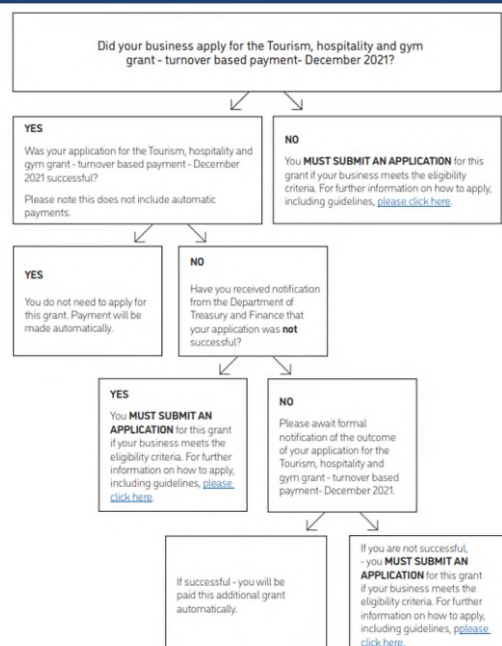 Did your business apply for the Tourism, hospitality and gym
grant - turnover based payment- December 2021?
YES
Was your application for the Tourism, hospitality and
gym grant - turnover based payment - December
2021 successful?
Please note this does not include automatic
payments.
NO
You MUST SUBMIT AN APPLICATION for this
grant if your business meets the eligibility
criteria. For further information on how to apply,
including guidelines, please click here.
YES
You do not need to apply for
this grant. Payment will be
made automatically.
NO
Have you received notification
from the Department of
Treasury and Finance that
your application was not
successful?
YES
You MUST SUBMIT AN
APPLICATION for this grant
if your business meets the
eligibility criteria. For further
information on how to apply,
including guidelines, please
click here.
NO
Please await formal
notification of the outcome
of your application for the
Tourism, hospitality and
gym grant - turnover based
payment- December 2021.
If successful - you will be
paid this additional grant
automatically.
If you are not successful,
- you MUST SUBMIT AN
APPLICATION for this grant
if your business meets the
eligibility criteria. For further
information on how to apply,
including guidelines, pplease
click here.